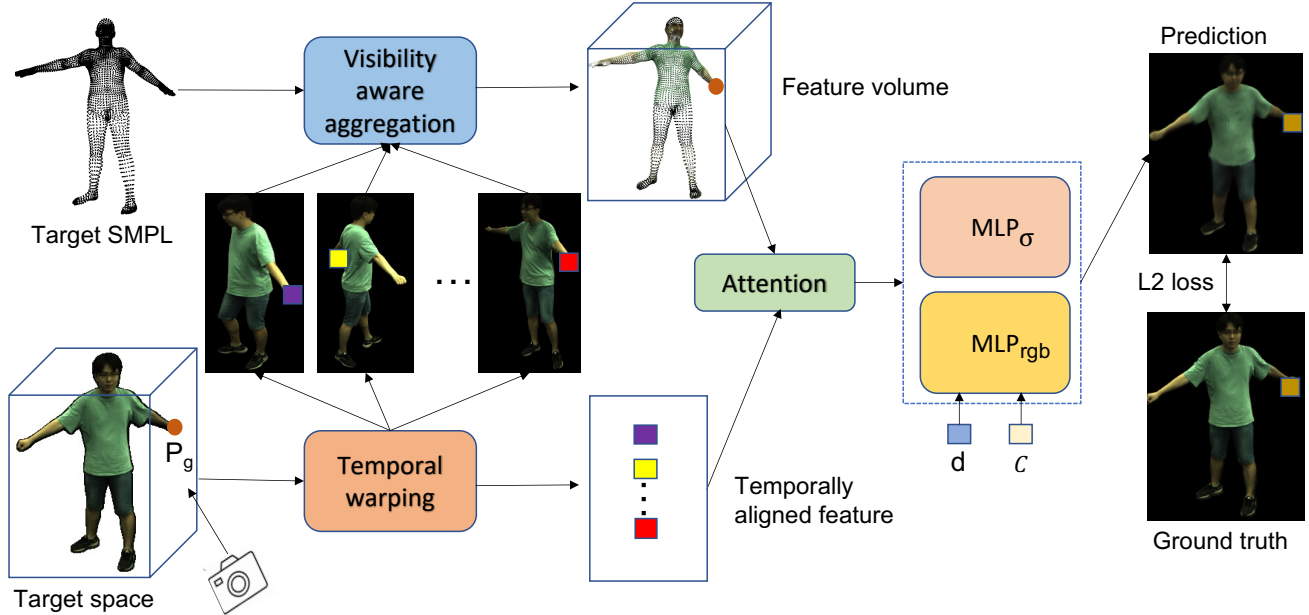 Visibility
aware
aggregation
Target SMPL
Feature volume
Prediction
. . .
Attention
MLPσ
MLPrgb
L2 loss
d
C
Pg
Temporal
warping
Temporally
aligned feature
Target space
Ground truth